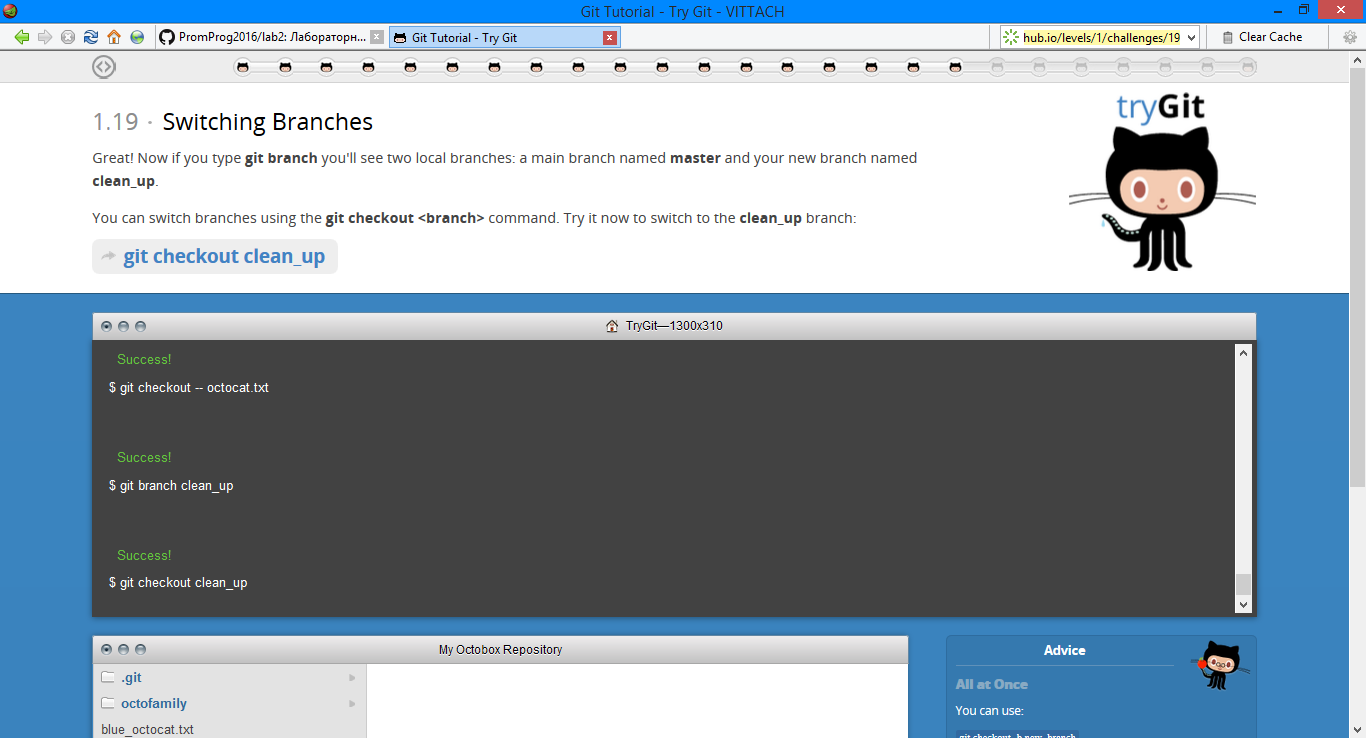 Git Tutorial - Try Git - VITTACH
PromProg2016/lab2: Лабораторн...
Git Tutorial - Try Git
hub.io/levels/1/challenges/19
Clear Cache
tryGit
1.19 · Switching Branches
Great! Now if you type git branch you'll see two local branches: a main branch named master and your new branch named
clean_up.
You can switch branches using the git checkout <branch> command. Try it now to switch to the clean_up branch:
git checkout clean_up
TryGit—1300x310
Success!
$ git checkout -- octocat.txt
Success!
$ git branch clean_up
Success!
$ git checkout clean_up
My Octobox Repository
.git
octofamily
blue_octocat.txt
Advice
All at Once
You can use:
git checkout -b new_branch